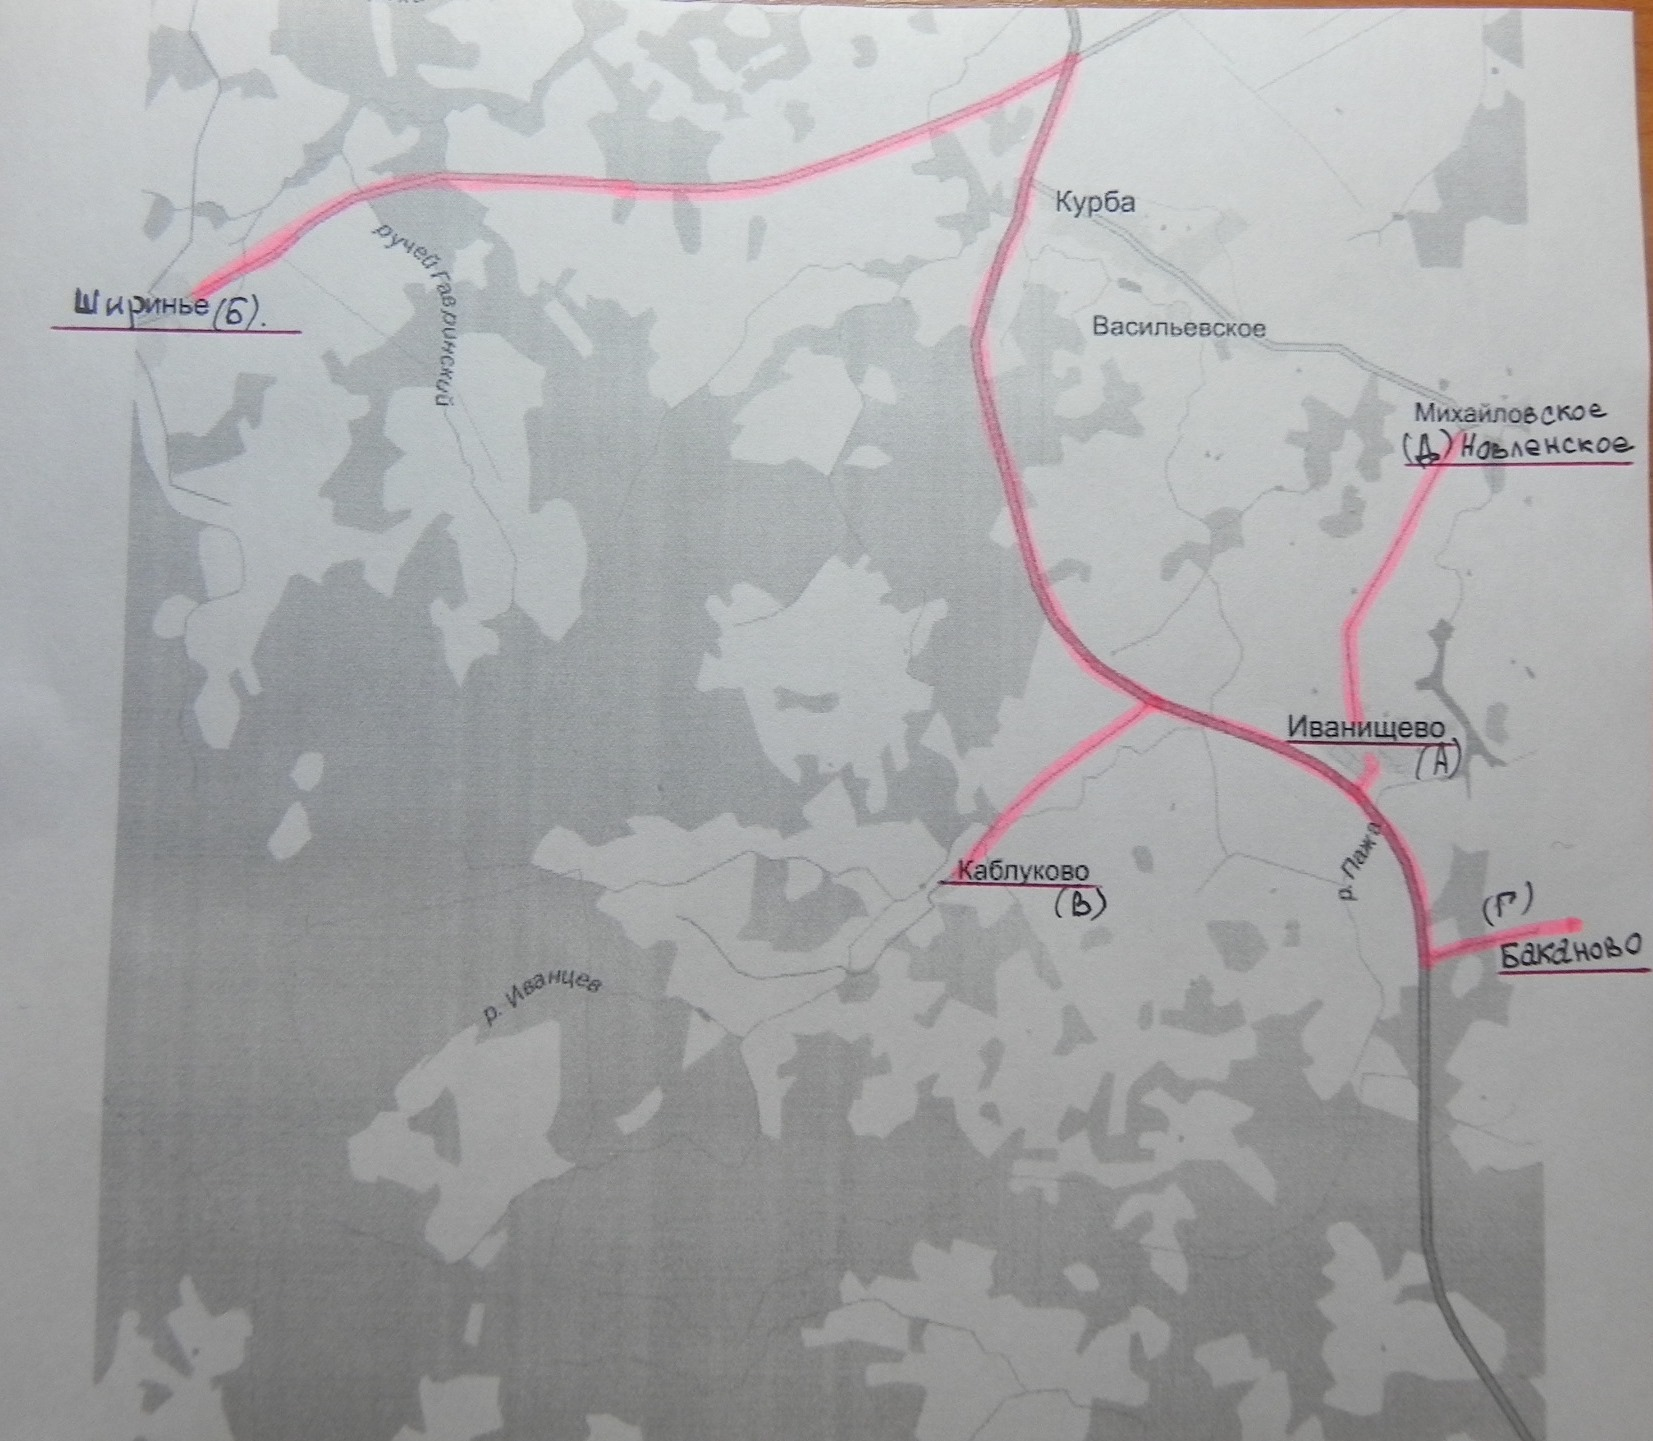 Курба
ручей Гавринский
Ширинье (Б).
Васильевское
Михайловское
(Д) Новленское
Иванищево
(А)
р. Пажа
Каблуково
(В)
(Г)
Баканово
р. Иванцев